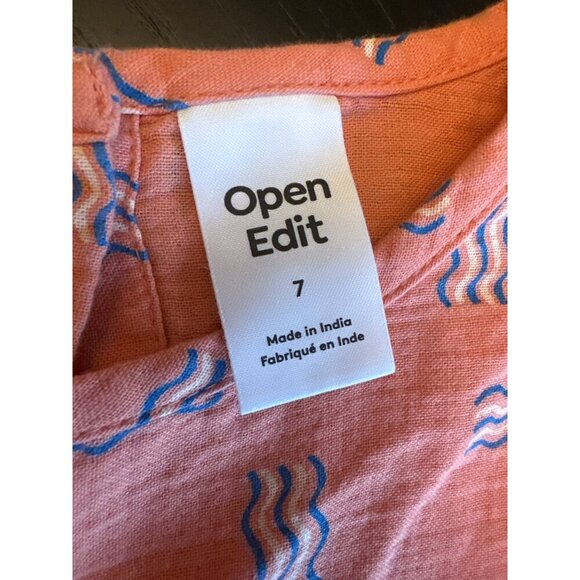 Open
Edit
7
Made in India
Fabriqué en Inde